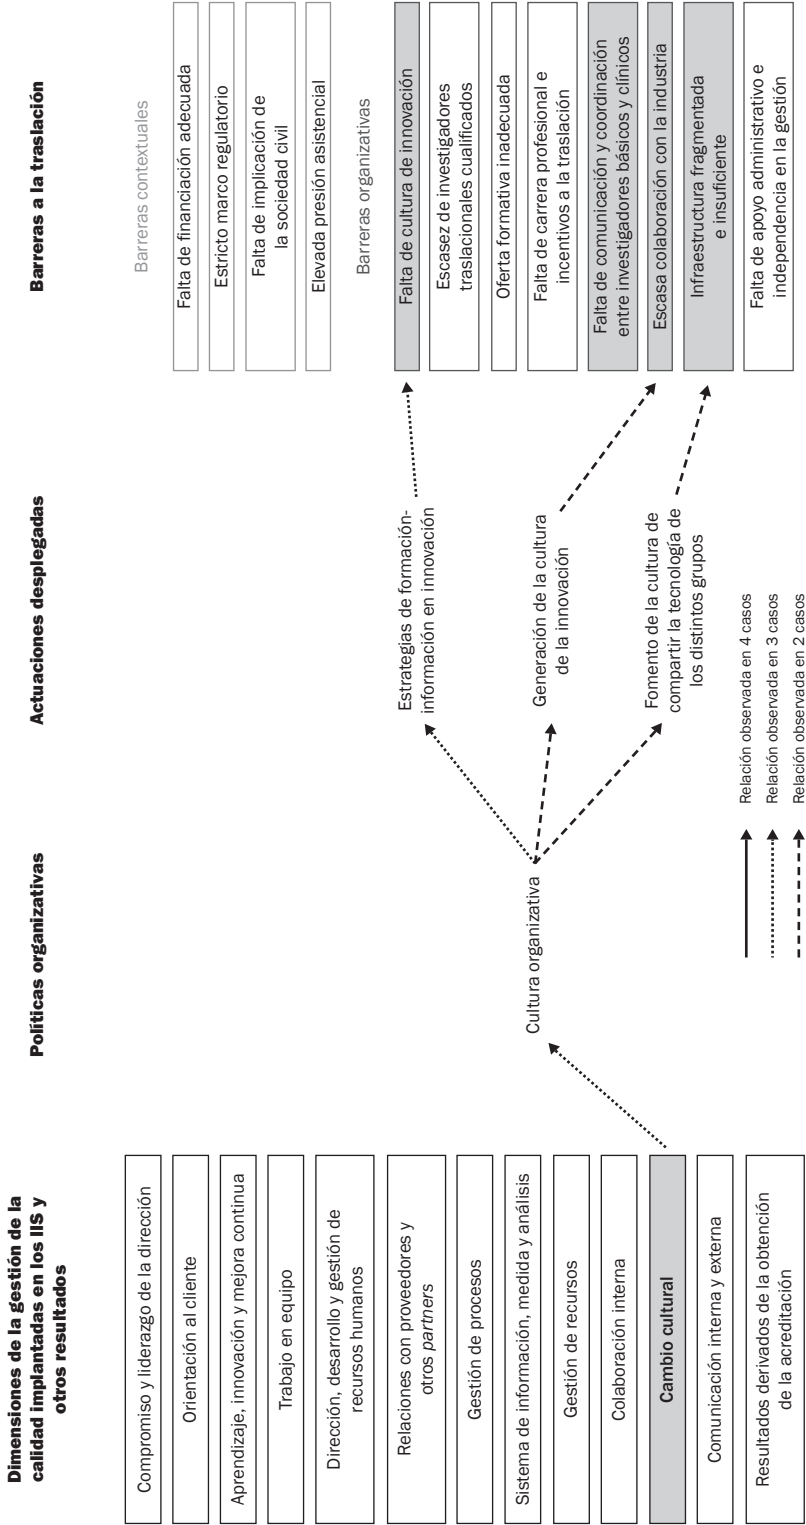 Dimensiones de la gestión de la
calidad implantadas en los IIS y
otros resultados
Compromiso y liderazgo de la dirección
Orientación al cliente
Aprendizaje, innovación y mejora continua
Trabajo en equipo
Dirección, desarrollo y gestión de
recursos humanos
Relaciones con proveedores y
otros partners
Gestión de procesos
Sistema de información, medida y análisis
Gestión de recursos
Colaboración interna
Cambio cultural
Comunicación interna y externa
Resultados derivados de la obtención
de la acreditación
Políticas organizativas
Cultura organizativa
Actuaciones desplegadas
Estrategias de formación-
información en innovación
Generación de la cultura
de la innovación
Fomento de la cultura de
compartir la tecnología de
los distintos grupos
Relación observada en 4 casos
Relación observada en 3 casos
Relación observada en 2 casos
Barreras a la traslación
Barreras contextuales
Falta de financiación adecuada
Estricto marco regulatorio
Falta de implicación de
la sociedad civil
Elevada presión asistencial
Barreras organizativas
Falta de cultura de innovación
Escasez de investigadores
traslacionales cualificados
Oferta formativa inadecuada
Falta de carrera profesional e
incentivos a la traslación
Falta de comunicación y coordinación
entre investigadores básicos y clínicos
Escasa colaboración con la industria
Infraestructura fragmentada
e insuficiente
Falta de apoyo administrativo e
independencia en la gestión